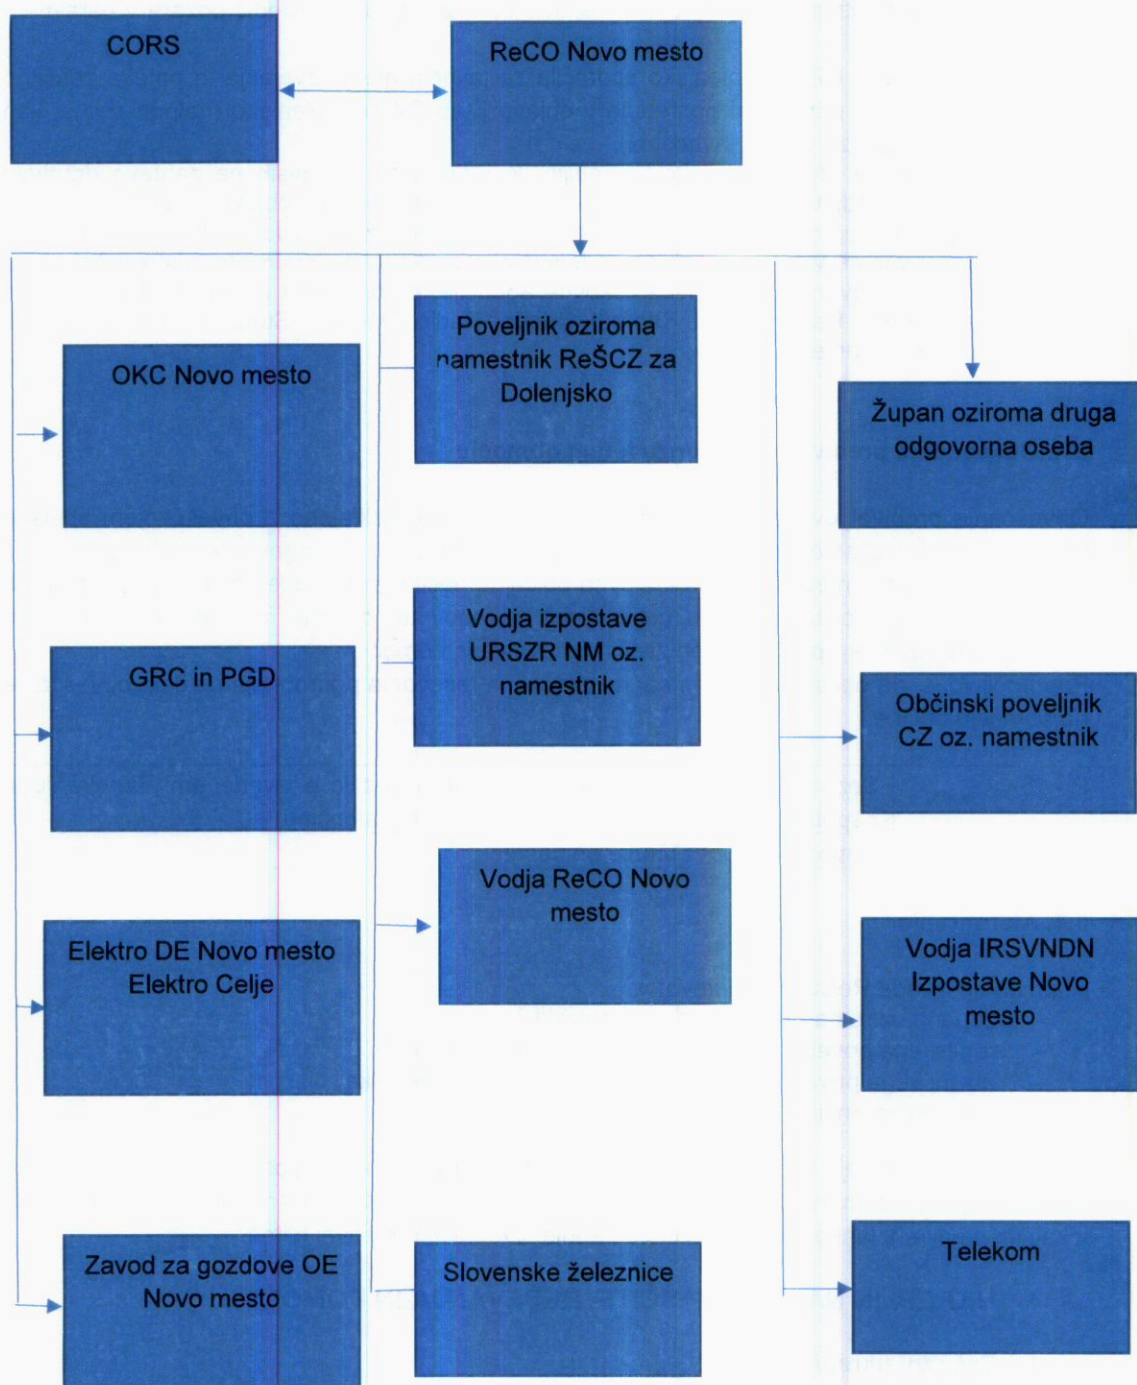 CORS
ReCO Novo mesto
Poveljnik oziroma
namestnik ReŠCZ za
Dolenjsko
OKC Novo mesto
Župan oziroma druga
odgovorna oseba
Vodja izpostave
URSZR NM oz.
namestnik
GRC in PGD
Občinski poveljnik
CZ oz. namestnik
Vodja ReCO Novo
mesto
Elektro DE Novo mesto
Elektro Celje
Vodja IRSVNDN
Izpostave Novo
mesto
Zavod za gozdove OE
Novo mesto
Slovenske železnice
Telekom